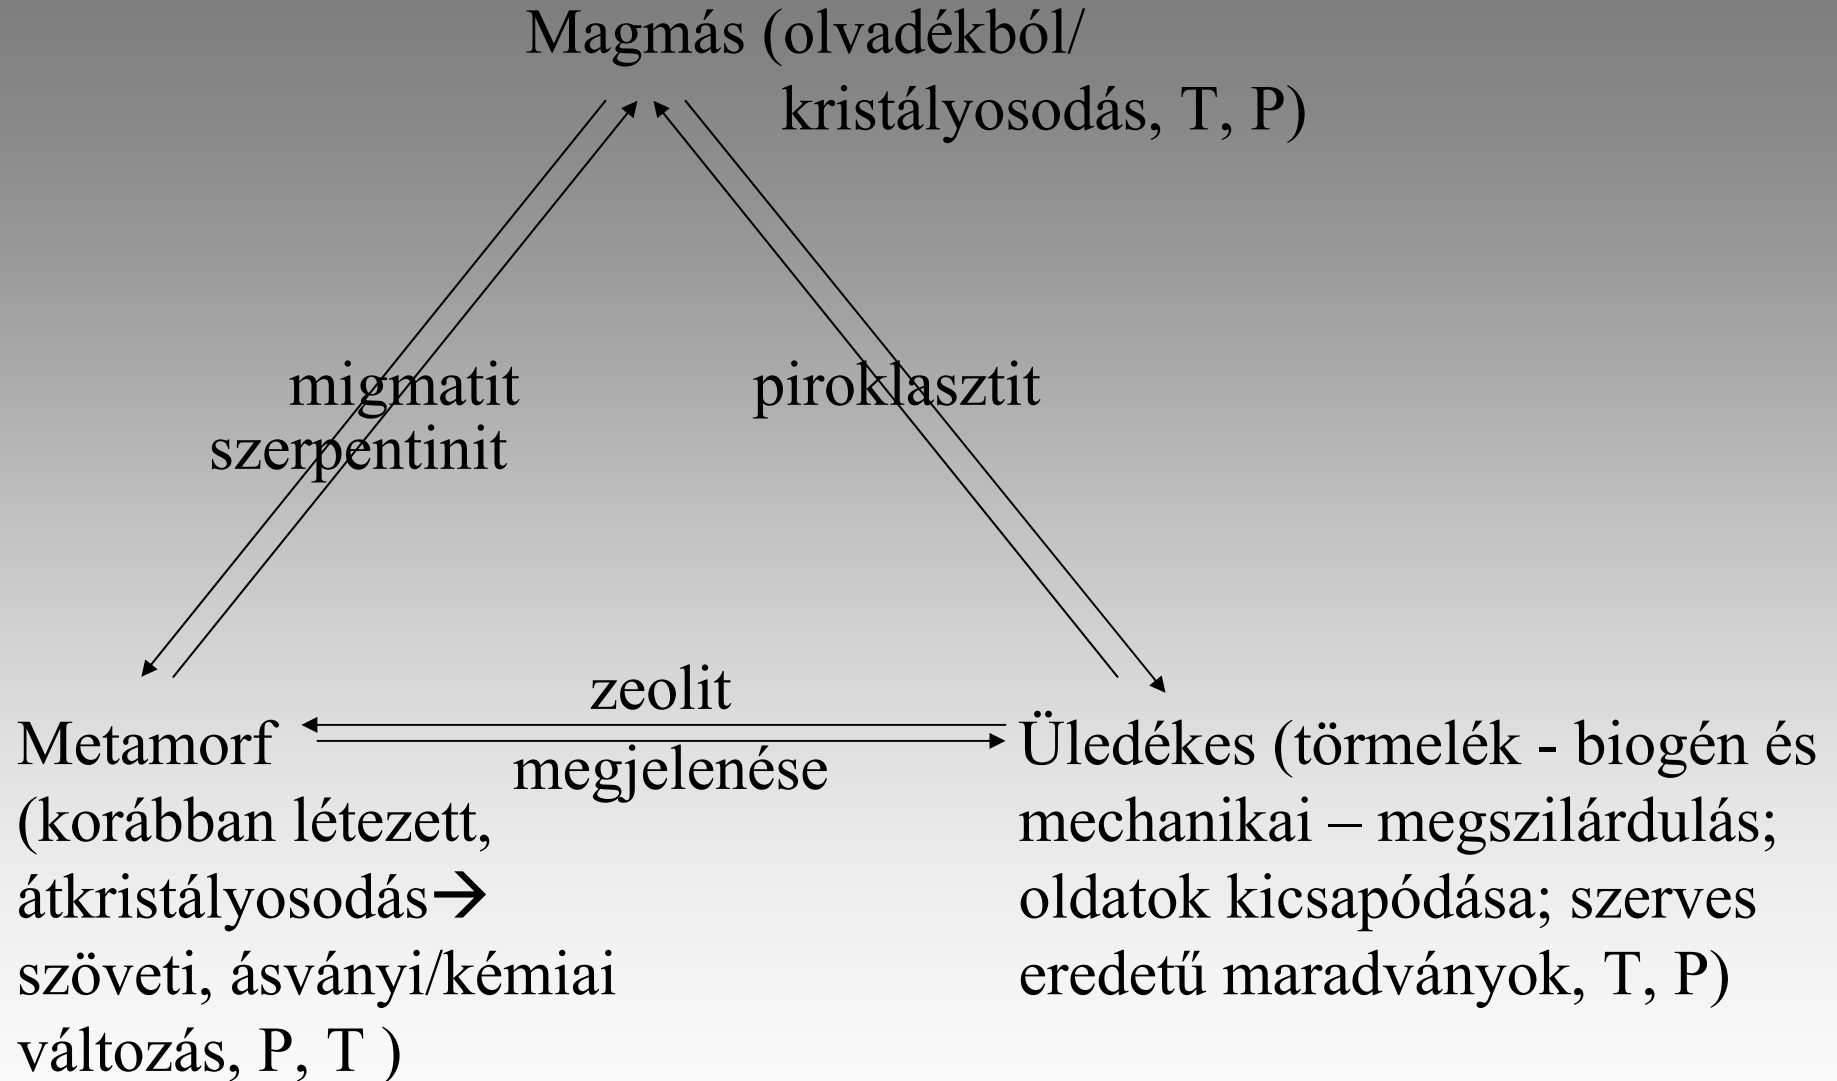 Magmás (olvadékból/
kristályosodás, T, P)
migmatit
szerpentinit
piroklasztit
zeolit
megjelenése
Metamorf
(korábban létezett,
átkristályosodás→
szöveti, ásványi/kémiai
változás, P, T )
Üledékes (törmelék - biogén és
mechanikai – megszilárdulás;
oldatok kicsapódása; szerves
eredetű maradványok, T, P)